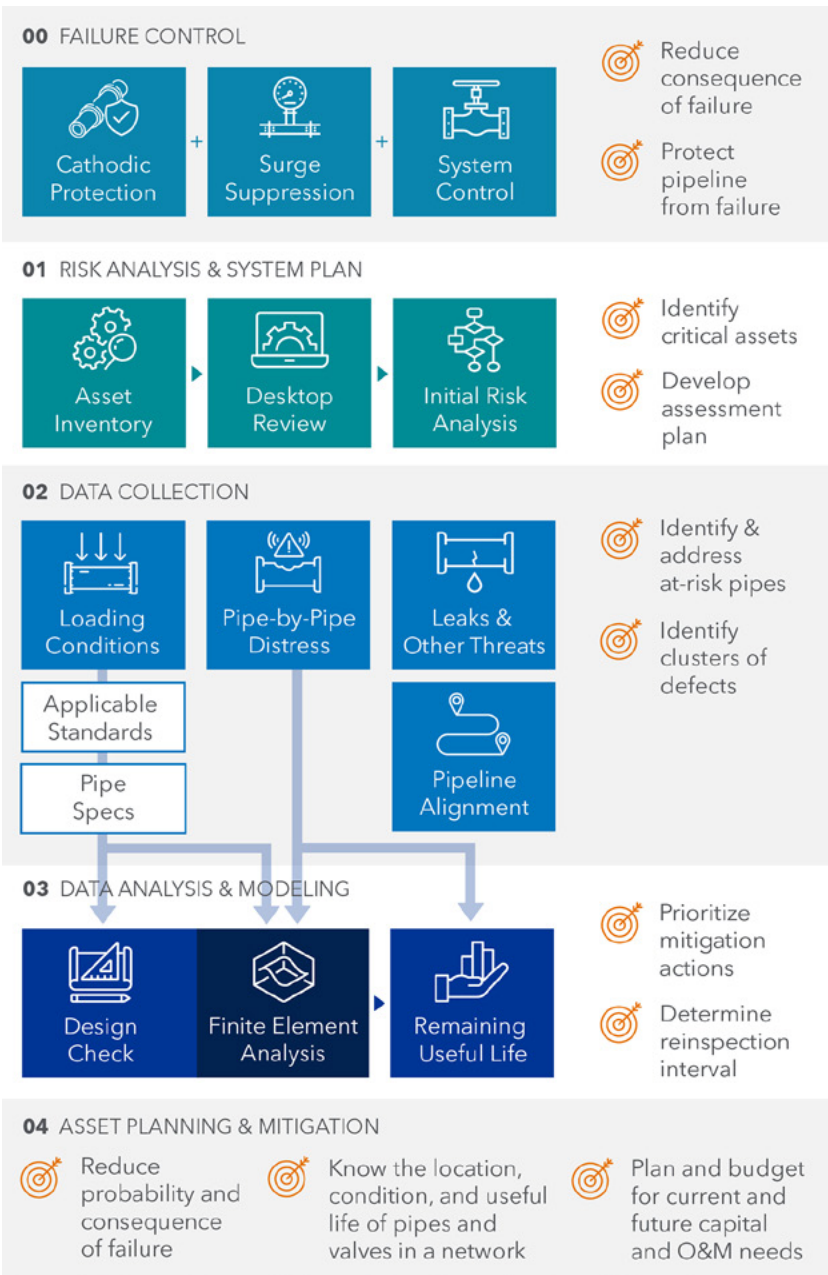 00 FAILURE CONTROL
Cathodic
Protection
+
Surge
Suppression
+
System
Control
Reduce
consequence
of failure
Protect
pipeline
from failure
01 RISK ANALYSIS & SYSTEM PLAN
Asset
Inventory
Desktop
Review
Initial Risk
Analysis
Identify
critical assets
Develop
assessment
plan
02 DATA COLLECTION
Loading
Conditions
Pipe-by-Pipe
Distress
Leaks &
Other Threats
Applicable
Standards
Pipe
Specs
Pipeline
Alignment
Identify &
address
at-risk pipes
Identify
clusters of
defects
03 DATA ANALYSIS & MODELING
Design
Check
Finite Element
Analysis
Remaining
Useful Life
Prioritize
mitigation
actions
Determine
reinspection
interval
04 ASSET PLANNING & MITIGATION
Reduce
probability and
consequence
of failure
Know the location,
condition, and useful
life of pipes and
valves in a network
Plan and budget
for current and
future capital
and O&M needs